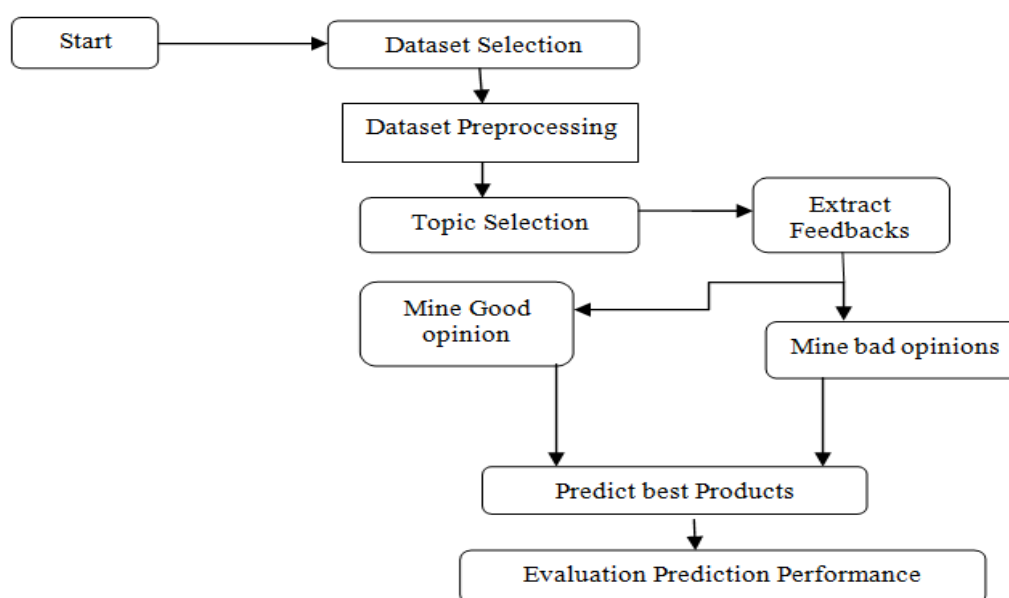 Start
Dataset Selection
Dataset Preprocessing
Topic Selection
Extract
Feedbacks
Mine Good
opinion
Mine bad opinions
Predict best Products
Evaluation Prediction Performance